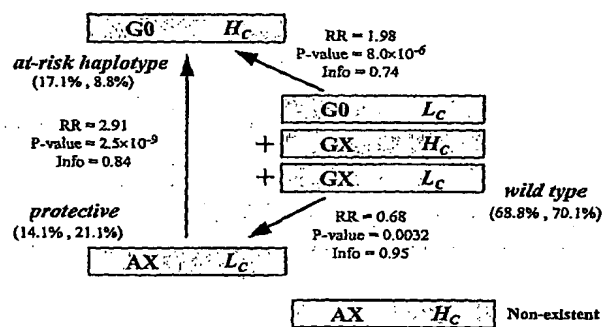 G0 H_C
at-risk haplotype
(17.1%, 8.8%)
RR = 1.98
P-value = 8.0×10⁻⁶
Info = 0.74
G0 L_C
RR = 2.91
P-value = 2.5×10⁻⁹
Info = 0.84
+ GX H_C
+ GX L_C
wild type
(68.8%, 70.1%)
protective
(14.1%, 21.1%)
RR = 0.68
P-value = 0.0032
Info = 0.95
AX L_C
AX H_C Non-existent